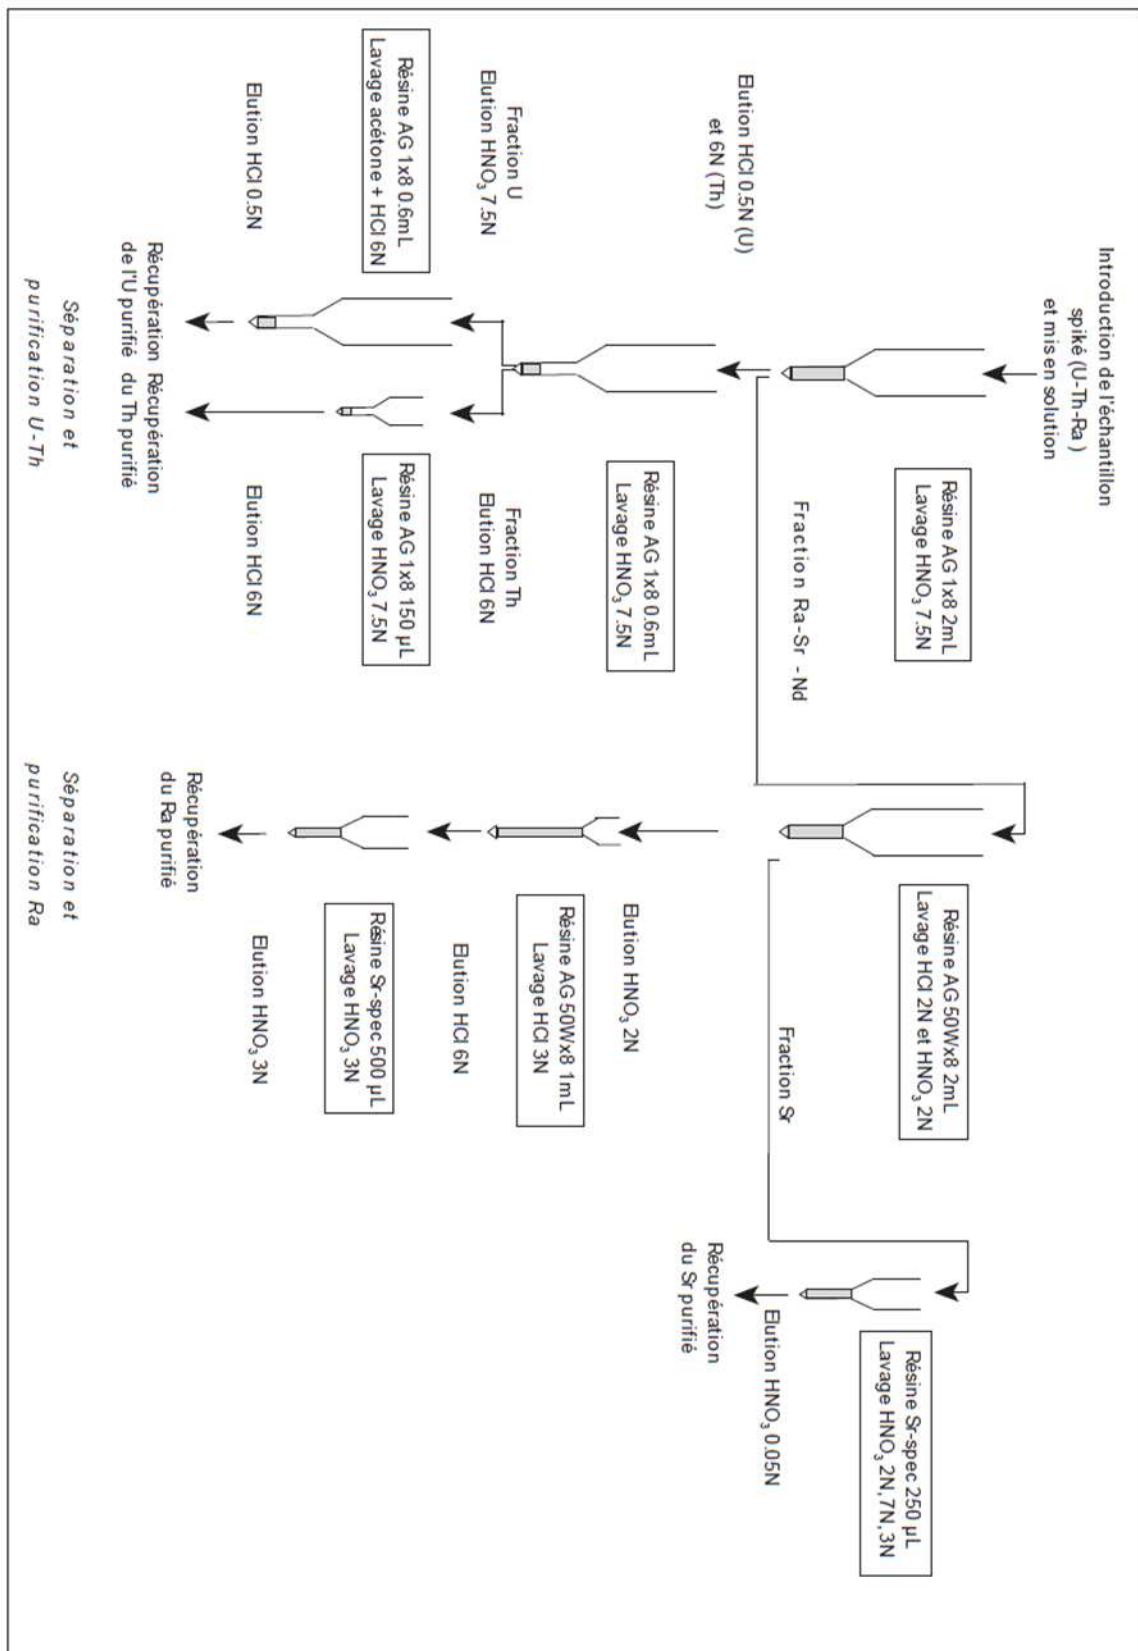 Introduction de l'échantillon
spiké (U-Th-Ra )
et mis en solution
Résine AG 1x8 2mL
Lavage HNO₃ 7.5N
Elution HCl 0.5N (U)
et 6N (Th)
Fraction Ra-Sr - Nd
Résine AG 1x8 0.6mL
Lavage HNO₃ 7.5N
Fraction U
Elution HNO₃ 7.5N
Fraction Th
Elution HCl 6N
Résine AG 1x8 0.6mL
Lavage acétone + HCl 6N
Résine AG 1x8 150 µL
Lavage HNO₃ 7.5N
Elution HCl 0.5N
Elution HCl 6N
Récupération Récupération
de l'U purifié du Th purifié
Séparation et
purification U-Th
Résine AG 50Wx8 2mL
Lavage HCl 2N et HNO₃ 2N
Fraction Sr
Elution HNO₃ 2N
Résine AG 50Wx8 1mL
Lavage HCl 3N
Elution HCl 6N
Résine Sr-spec 500 µL
Lavage HNO₃ 3N
Elution HNO₃ 3N
Récupération
du Ra purifié
Séparation et
purification Ra
Résine Sr-spec 250 µL
Lavage HNO₃ 2N,7N,3N
Elution HNO₃ 0.05N
Récupération
du Sr purifié